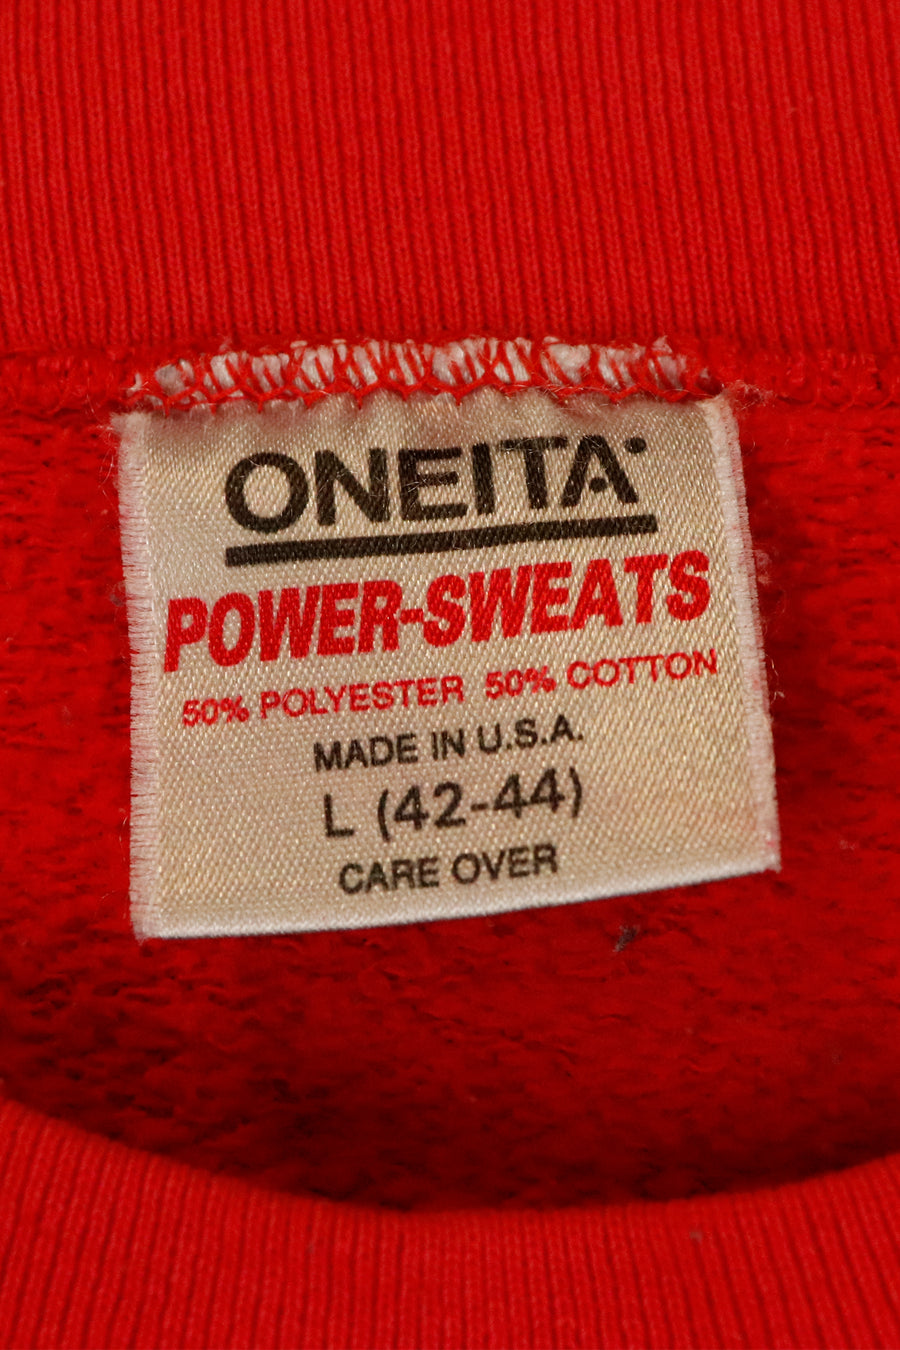 ONEITA
POWER-SWEATS
50% POLYESTER 50% COTTON
MADE IN U.S.A.
L (42-44)
CARE OVER